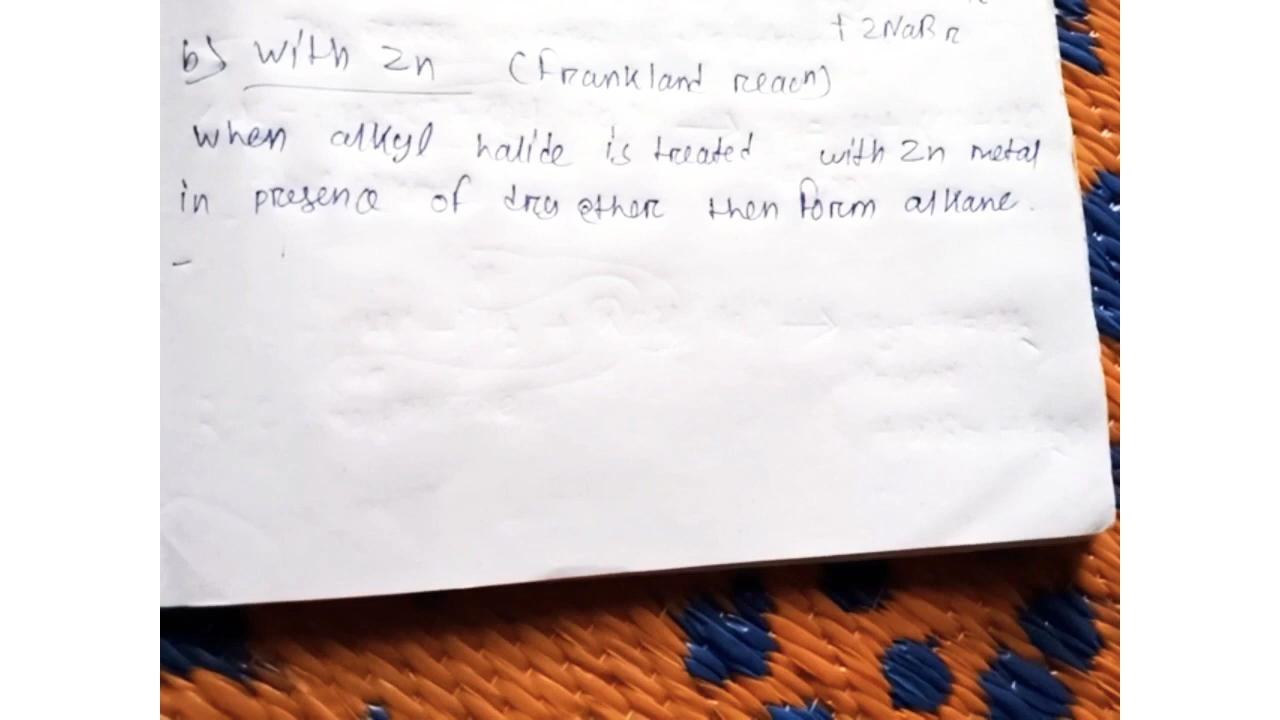 + 2NaBr
b) with Zn (Frankland reacn)
when alkyl halide is treated with Zn metal
in presence of dry ether then form alkane.
-